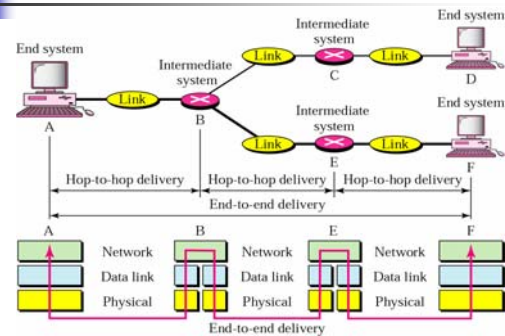 End system
Intermediate
system
Link
C
Link
D
End system
Intermediate
system
Link
A
B
Intermediate
system
Link
E
Link
End system
F
Hop-to-hop delivery
Hop-to-hop delivery
Hop-to-hop delivery
End-to-end delivery
A
B
E
F
Network
Network
Network
Data link
Data link
Data link
Physical
Physical
Physical
End-to-end delivery